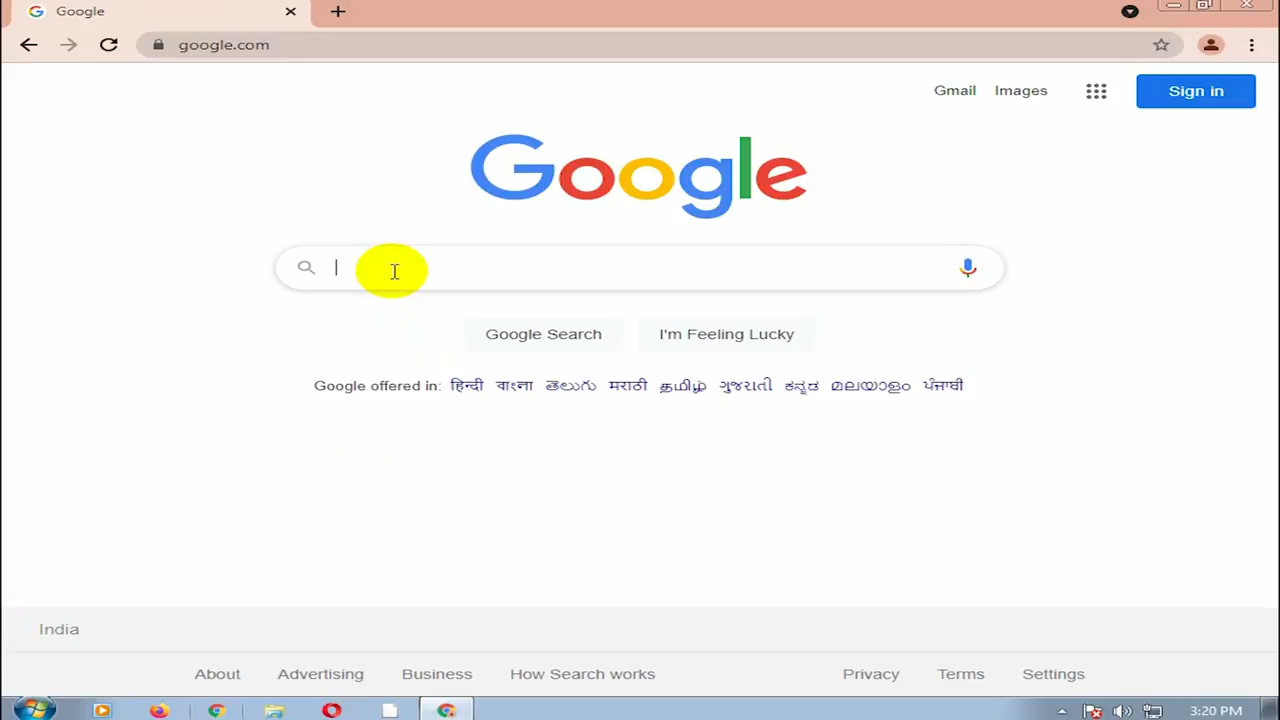 Google
google.com
Gmail Images Sign in
Google
Google Search I'm Feeling Lucky
Google offered in: हिन्दी বাংলা తెలుగు मराठी தமிழ் ગુજરાતી ಕನ್ನಡ മലയാളം ਪੰਜਾਬੀ
India
About Advertising Business How Search works Privacy Terms Settings
3:20 PM